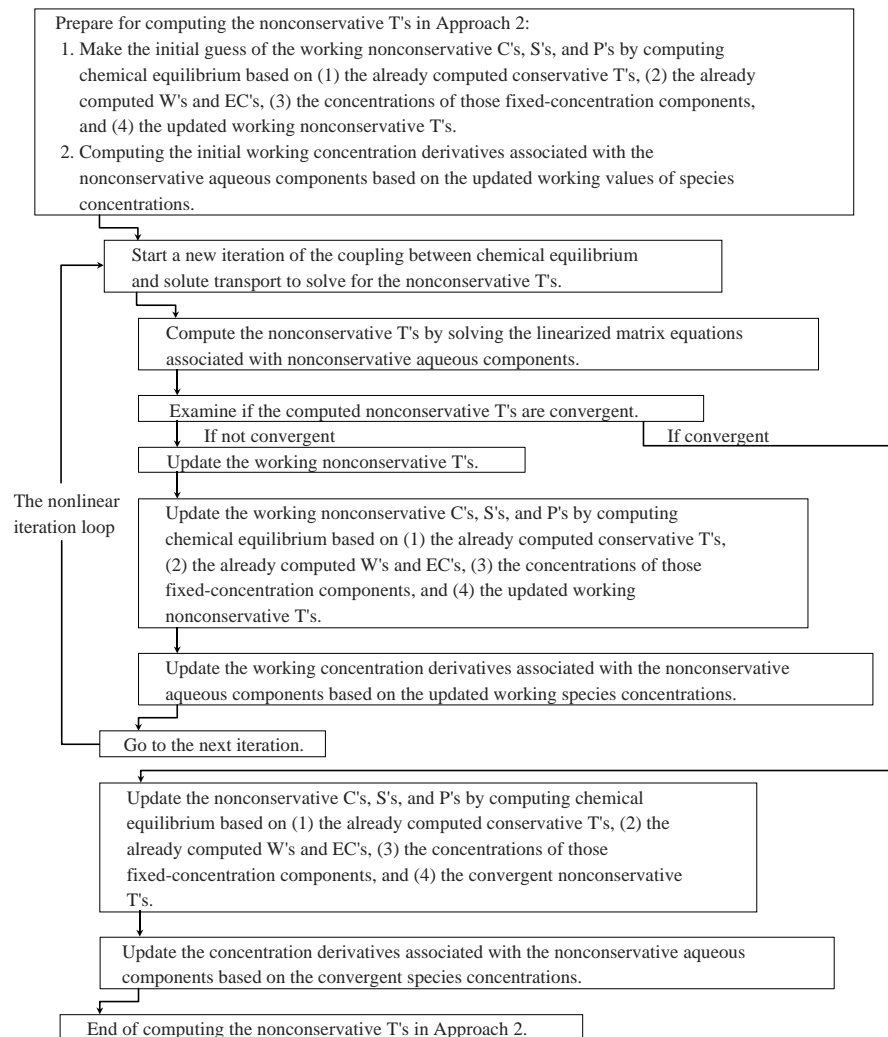 Prepare for computing the nonconservative T's in Approach 2:
1. Make the initial guess of the working nonconservative C's, S's, and P's by computing
chemical equilibrium based on (1) the already computed conservative T's, (2) the already
computed W's and EC's, (3) the concentrations of those fixed-concentration components,
and (4) the updated working nonconservative T's.
2. Computing the initial working concentration derivatives associated with the
nonconservative aqueous components based on the updated working values of species
concentrations.
Start a new iteration of the coupling between chemical equilibrium
and solute transport to solve for the nonconservative T's.
Compute the nonconservative T's by solving the linearized matrix equations
associated with nonconservative aqueous components.
Examine if the computed nonconservative T's are convergent.
If not convergent
If convergent
Update the working nonconservative T's.
The nonlinear
iteration loop
Update the working nonconservative C's, S's, and P's by computing
chemical equilibrium based on (1) the already computed conservative T's,
(2) the already computed W's and EC's, (3) the concentrations of those
fixed-concentration components, and (4) the updated working
nonconservative T's.
Update the working concentration derivatives associated with the nonconservative
aqueous components based on the updated working species concentrations.
Go to the next iteration.
Update the nonconservative C's, S's, and P's by computing chemical
equilibrium based on (1) the already computed conservative T's, (2) the
already computed W's and EC's, (3) the concentrations of those
fixed-concentration components, and (4) the convergent nonconservative
T's.
Update the concentration derivatives associated with the nonconservative aqueous
components based on the convergent species concentrations.
End of computing the nonconservative T's in Approach 2.